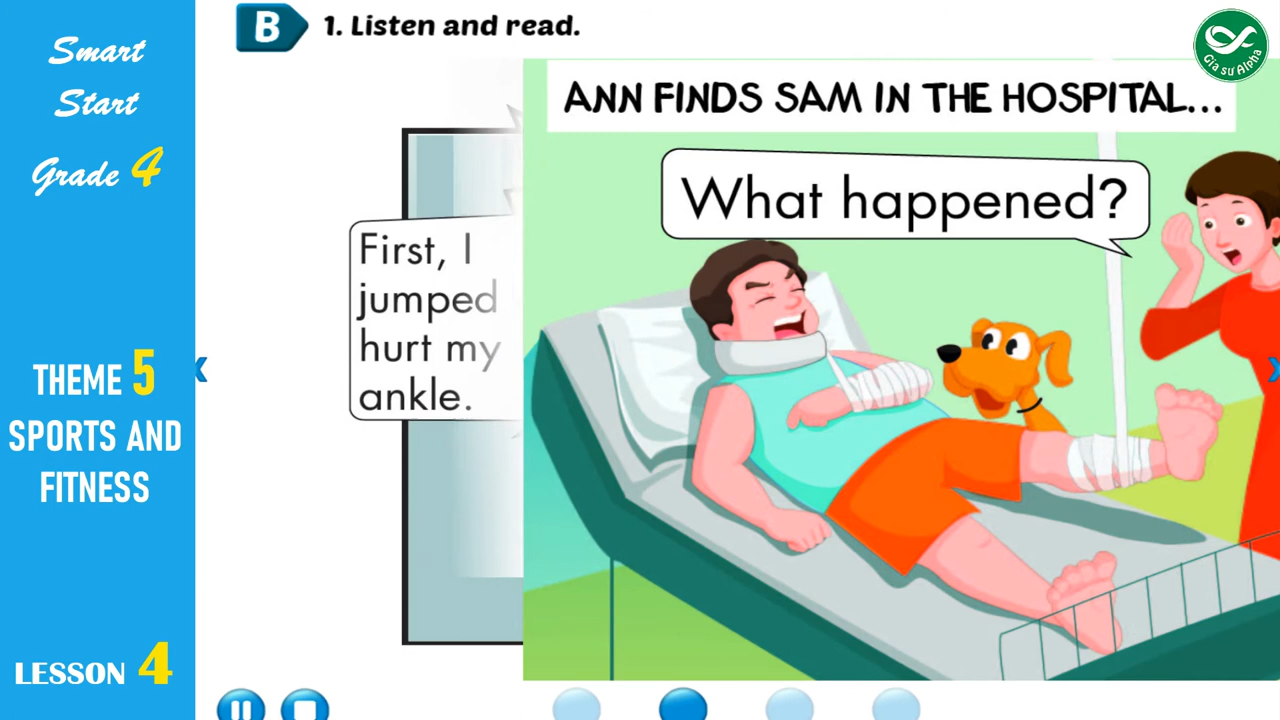 Smart
Start
Grade 4
THEME 5
SPORTS AND
FITNESS
LESSON 4
B 1. Listen and read.
Gia sư Alpha
ANN FINDS SAM IN THE HOSPITAL...
What happened?
First, I
jumped
hurt my
ankle.